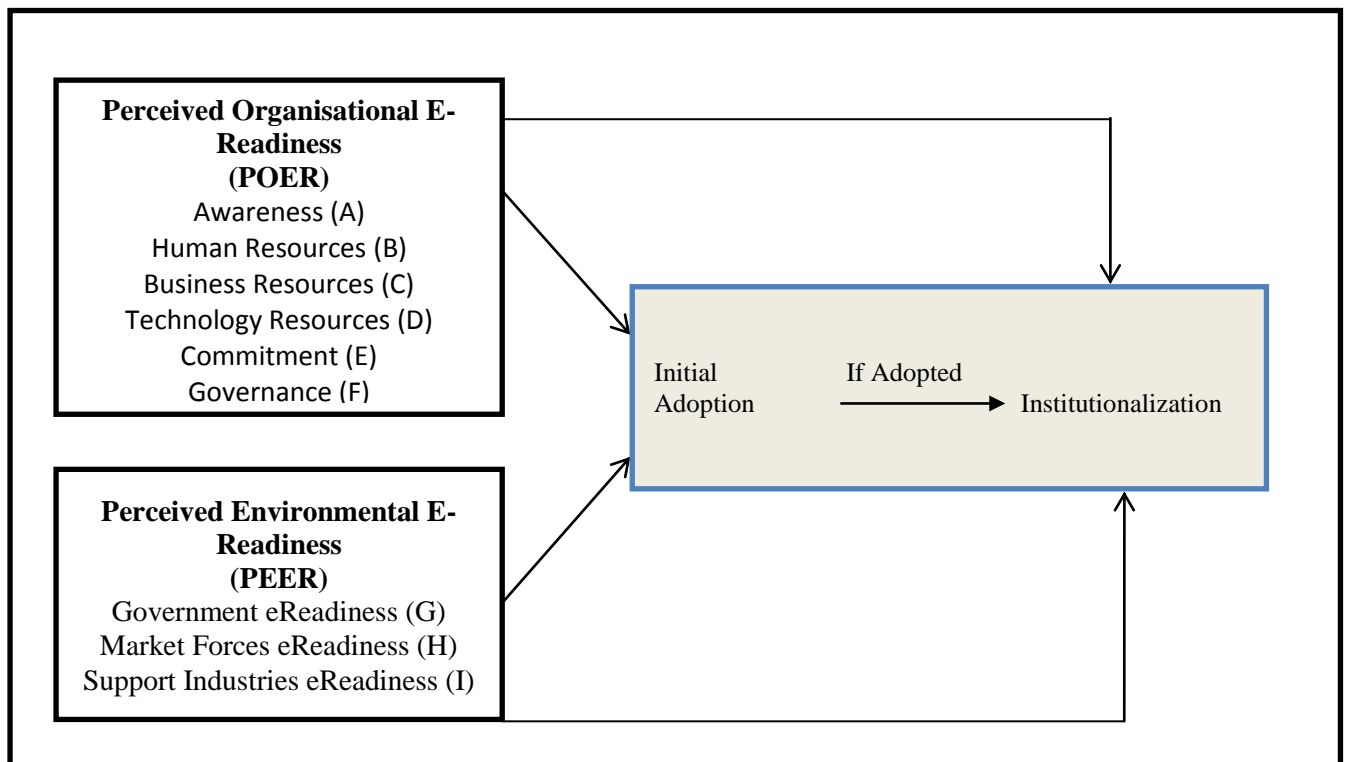 Perceived Organisational E-
Readiness
(POER)
Awareness (A)
Human Resources (B)
Business Resources (C)
Technology Resources (D)
Commitment (E)
Governance (F)
Perceived Environmental E-
Readiness
(PEER)
Government eReadiness (G)
Market Forces eReadiness (H)
Support Industries eReadiness (I)
Initial
Adoption
If Adopted
Institutionalization